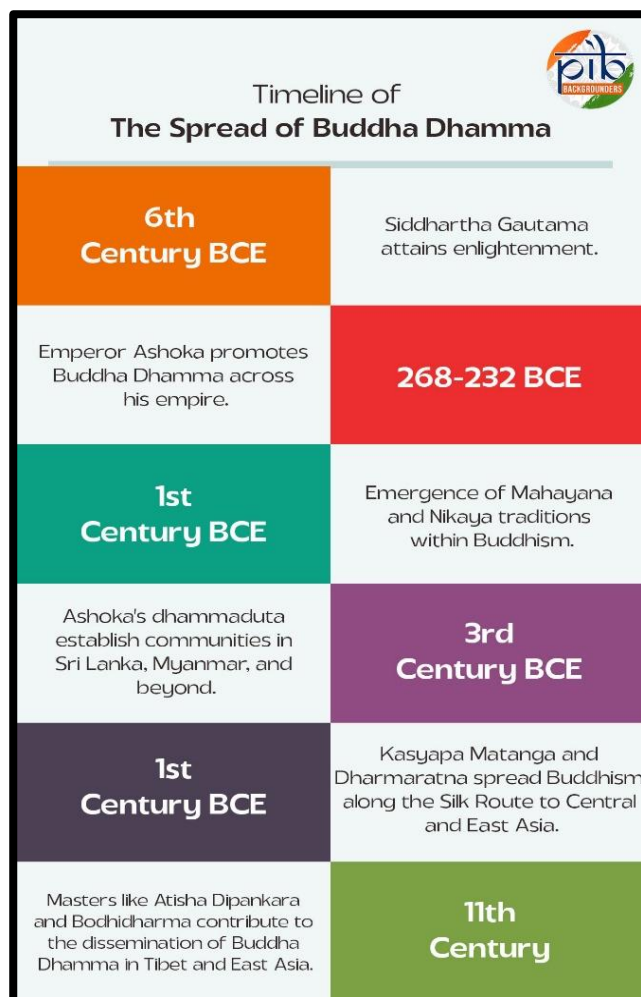 pib
BACKGROUNDERS
Timeline of
The Spread of Buddha Dhamma
6th
Century BCE
Siddhartha Gautama
attains enlightenment.
Emperor Ashoka promotes
Buddha Dhamma across
his empire.
268-232 BCE
1st
Century BCE
Emergence of Mahayana
and Nikaya traditions
within Buddhism.
Ashoka's dhammaduta
establish communities in
Sri Lanka, Myanmar, and
beyond.
3rd
Century BCE
1st
Century BCE
Kasyapa Matanga and
Dharmaratna spread Buddhism
along the Silk Route to Central
and East Asia.
Masters like Atisha Dipankara
and Bodhidharma contribute to
the dissemination of Buddha
Dhamma in Tibet and East Asia.
11th
Century